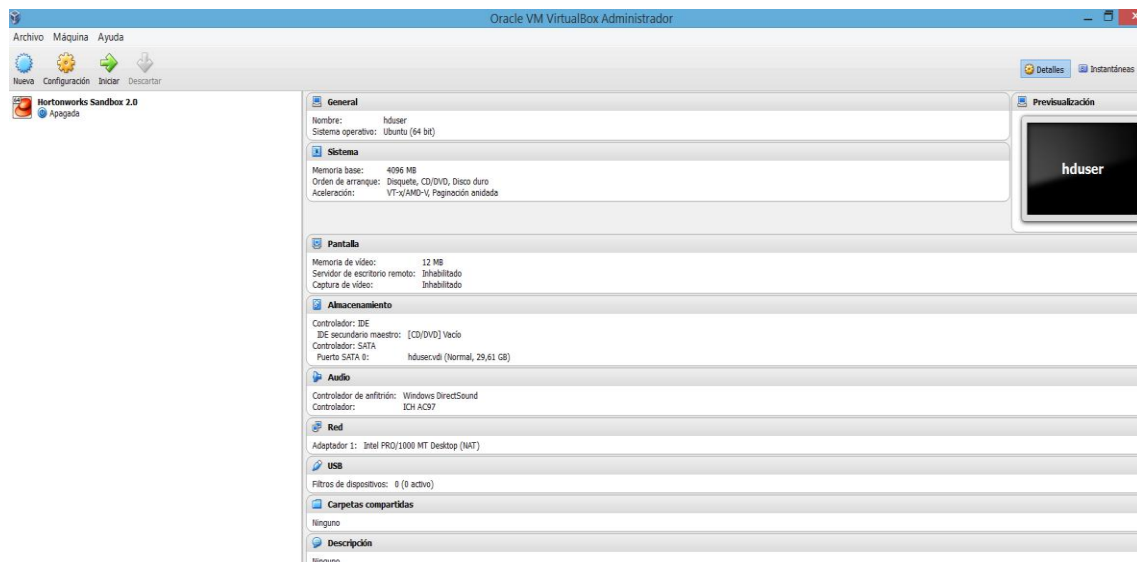 Oracle VM VirtualBox Administrador
Archivo Máquina Ayuda
Nueva Configuración Iniciar Descartar
Detalles Instantáneas
64
Hortonworks Sandbox 2.0
Apagada
General
Nombre: hduser
Sistema operativo: Ubuntu (64 bit)
Sistema
Memoria base: 4096 MB
Orden de arranque: Disquete, CD/DVD, Disco duro
Aceleración: VT-x/AMD-V, Paginación anidada
Previsualización
hduser
Pantalla
Memoria de vídeo: 12 MB
Servidor de escritorio remoto: Inhabilitado
Captura de vídeo: Inhabilitado
Almacenamiento
Controlador: IDE
IDE secundario maestro: [CD/DVD] Vacío
Controlador: SATA
Puerto SATA 0: hduser.vdi (Normal, 29,61 GB)
Audio
Controlador de anfitrión: Windows DirectSound
Controlador: ICH AC97
Red
Adaptador 1: Intel PRO/1000 MT Desktop (NAT)
USB
Filtros de dispositivos: 0 (0 activo)
Carpetas compartidas
Ninguno
Descripción
Ninguno